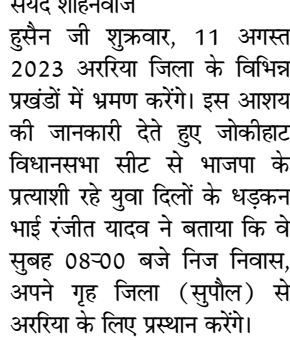 सैयद शाहनवाज
हुसैन जी शुक्रवार, 11 अगस्त
2023 अररिया जिला के विभिन्न
प्रखंडों में भ्रमण करेंगे। इस आशय
की जानकारी देते हुए जोकीहाट
विधानसभा सीट से भाजपा के
प्रत्याशी रहे युवा दिलों के धड़कन
भाई रंजीत यादव ने बताया कि वे
सुबह 08ः00 बजे निज निवास,
अपने गृह जिला (सुपौल) से
अररिया के लिए प्रस्थान करेंगे।